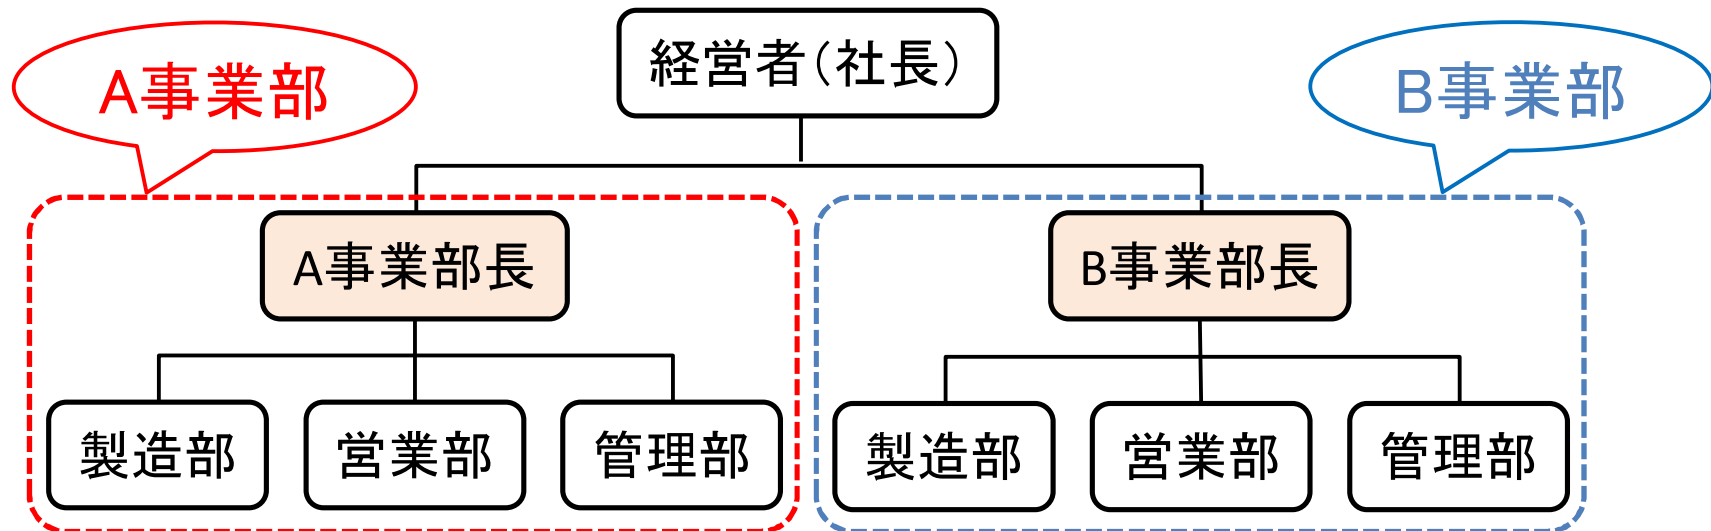 経営者（社長）
A事業部
B事業部
A事業部長
B事業部長
製造部
営業部
管理部
製造部
営業部
管理部